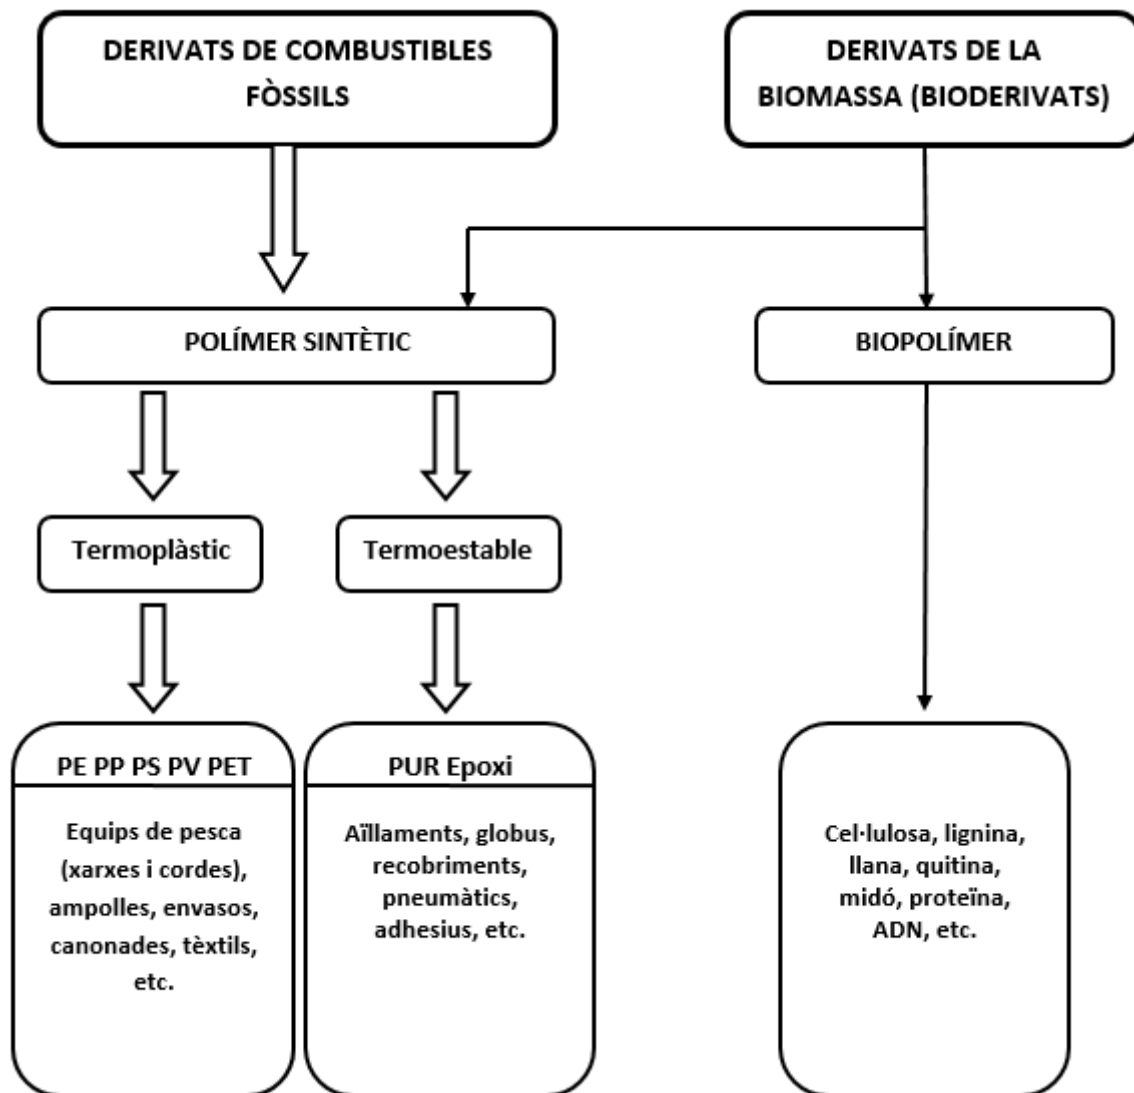 DERIVATS DE COMBUSTIBLES
FÒSSILS
DERIVATS DE LA
BIOMASSA (BIODERIVATS)
POLÍMER SINTÈTIC
BIOPOLÍMER
Termoplàstic
Termoestable
PE PP PS PV PET
Equips de pesca
(xarxes i cordes),
ampolles, envasos,
canonades, tèxtils,
etc.
PUR Epoxi
Aïllaments, globus,
recobriments,
pneumàtics,
adhesius, etc.
Cel·lulosa, lignina,
llana, quitina,
midó, proteïna,
ADN, etc.